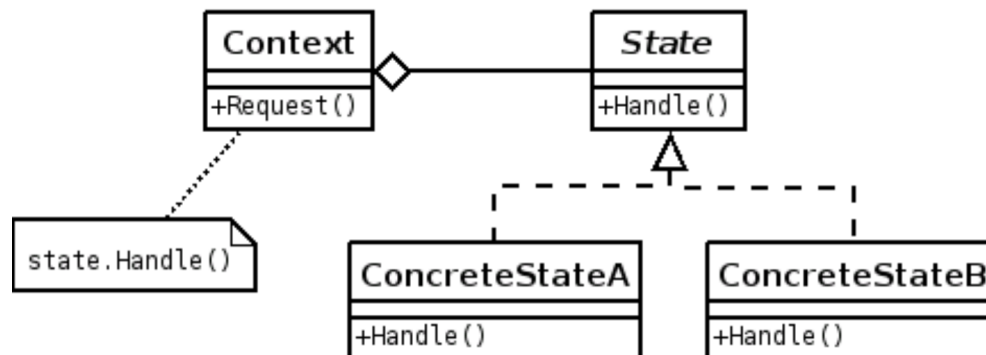 Context
+Request()
State
+Handle()
state.Handle()
ConcreteStateA
+Handle()
ConcreteStateB
+Handle()